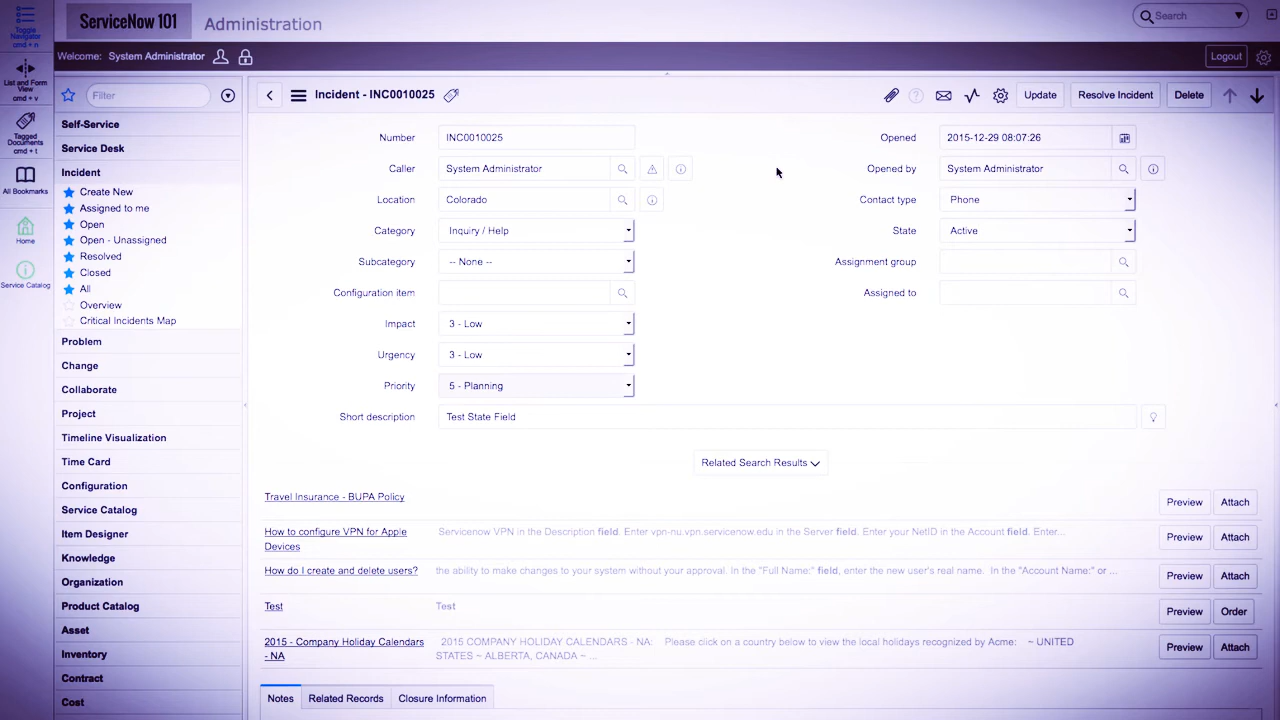 Toggle
Navigator
cmd + n
List and Form
View
cmd + v
Tagged
Documents
cmd + t
All Bookmarks
Home
Service Catalog
ServiceNow 101
Administration
Search
Welcome: System Administrator
Logout
Filter
Self-Service
Service Desk
Incident
Create New
Assigned to me
Open
Open - Unassigned
Resolved
Closed
All
Overview
Critical Incidents Map
Problem
Change
Collaborate
Project
Timeline Visualization
Time Card
Configuration
Service Catalog
Item Designer
Knowledge
Organization
Product Catalog
Asset
Inventory
Contract
Cost
Incident - INC0010025
Update
Resolve Incident
Delete
Number INC0010025
Opened 2015-12-29 08:07:26
Caller System Administrator
Opened by System Administrator
Location Colorado
Contact type Phone
Category Inquiry / Help
State Active
Subcategory -- None --
Assignment group
Configuration item
Assigned to
Impact 3 - Low
Urgency 3 - Low
Priority 5 - Planning
Short description Test State Field
Related Search Results
Travel Insurance - BUPA Policy
Preview Attach
How to configure VPN for Apple
Devices
Servicenow VPN in the Description field. Enter vpn-nu.vpn.servicenow.edu in the Server field. Enter your NetID in the Account field. Enter...
Preview Attach
How do I create and delete users?
the ability to make changes to your system without your approval. In the "Full Name:" field, enter the new user's real name. In the "Account Name:" or ...
Preview Attach
Test
Test
Preview Order
2015 - Company Holiday Calendars
- NA
2015 COMPANY HOLIDAY CALENDARS - NA: Please click on a country below to view the local holidays recognized by Acme: ~ UNITED
STATES ~ ALBERTA, CANADA ~ ...
Preview Attach
Notes
Related Records
Closure Information